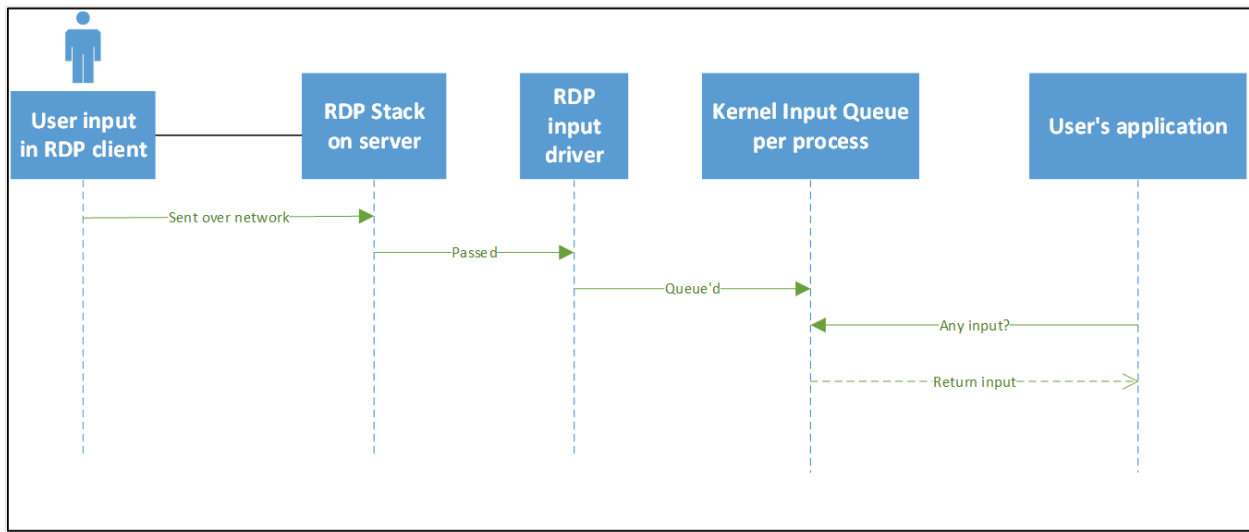 User input
in RDP client
RDP Stack
on server
RDP
input
driver
Kernel Input Queue
per process
User's application
Sent over network
Passed
Queue'd
Any input?
Return input